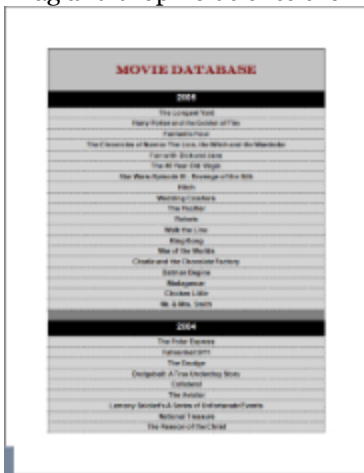 MOVIE DATABASE
2005
The Longest Yard
Harry Potter and the Goblet of Fire
Fantastic Four
The Chronicles of Narnia: The Lion, the Witch and the Wardrobe
Fun with Dick and Jane
The 40 Year Old Virgin
Star Wars: Episode III - Revenge of the Sith
Hitch
Wedding Crashers
The Pacifier
Robots
Walk the Line
King Kong
War of the Worlds
Charlie and the Chocolate Factory
Batman Begins
Madagascar
Chicken Little
Mr. & Mrs. Smith
2004
The Polar Express
Fahrenheit 9/11
The Grudge
Dodgeball: A True Underdog Story
Collateral
The Aviator
Lemony Snicket's A Series of Unfortunate Events
National Treasure
The Passion of the Christ